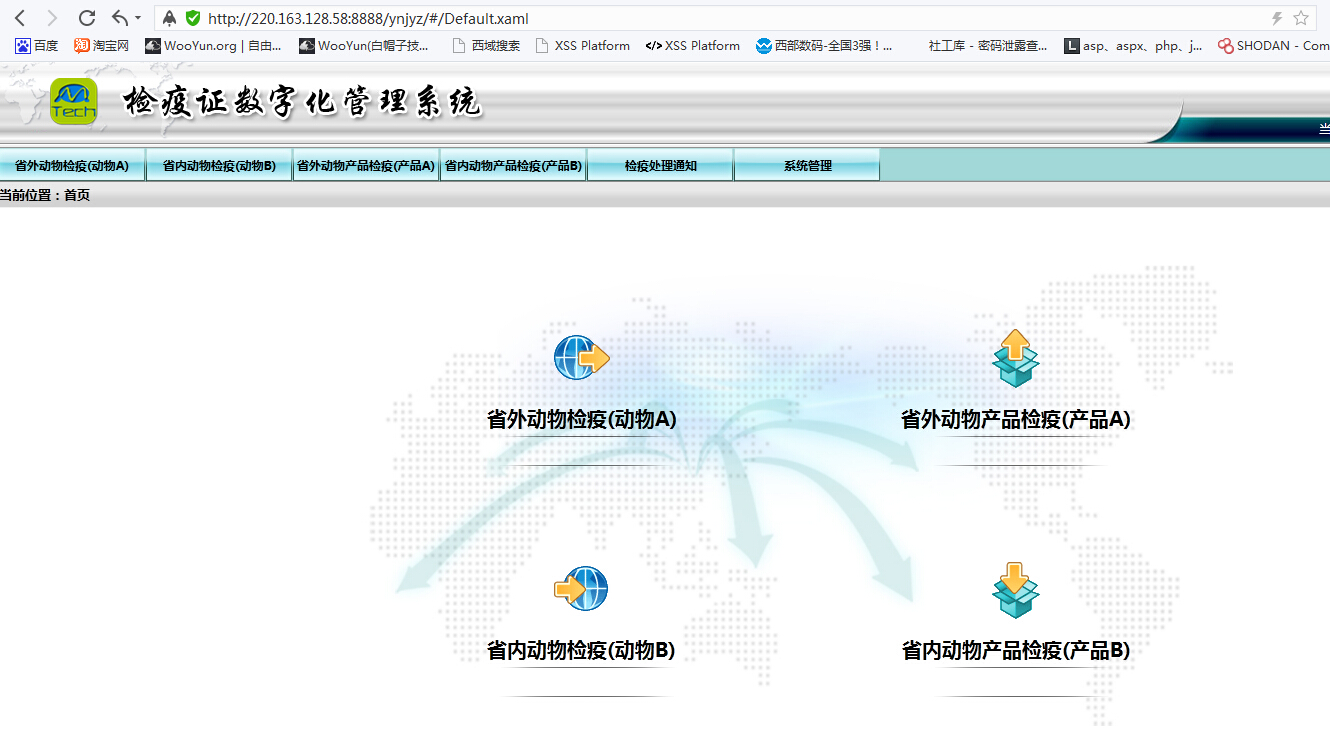 http://220.163.128.58:8888/ynjyz/#/Default.xaml
百度 淘宝网 WooYun.org | 自由... WooYun(白帽子技... 西域搜索 XSS Platform </> XSS Platform 西部数码-全国3强！... 社工库 - 密码泄露查... L asp、aspx、php、j... SHODAN - Com
Tech 检疫证数字化管理系统
省外动物检疫(动物A) 省内动物检疫(动物B) 省外动物产品检疫(产品A) 省内动物产品检疫(产品B) 检疫处理通知 系统管理
当前位置：首页
省外动物检疫(动物A) 省外动物产品检疫(产品A)
省内动物检疫(动物B) 省内动物产品检疫(产品B)